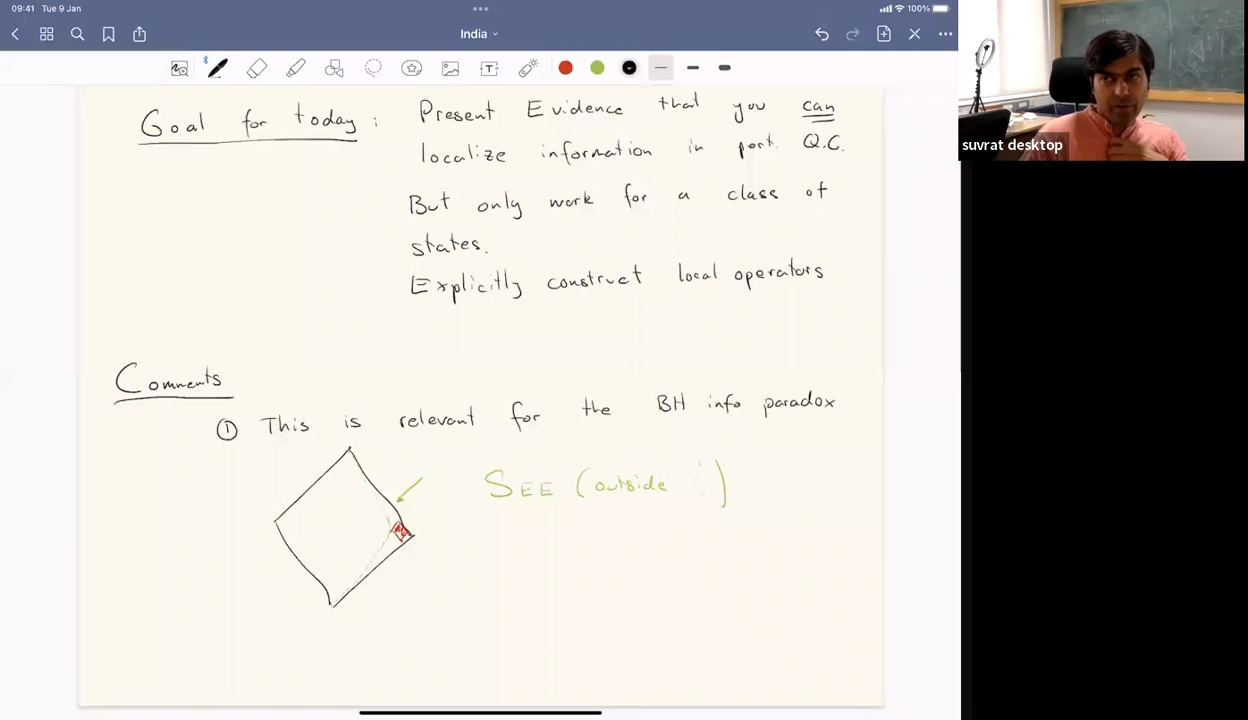 09:41 Tue 9 Jan
100%
India
suvrat desktop
Goal for today : Present Evidence that you can
localize information in pert. Q.G.
But only work for a class of
states.
Explicitly construct local operators
Comments
① This is relevant for the BH info paradox
SEE (outside )